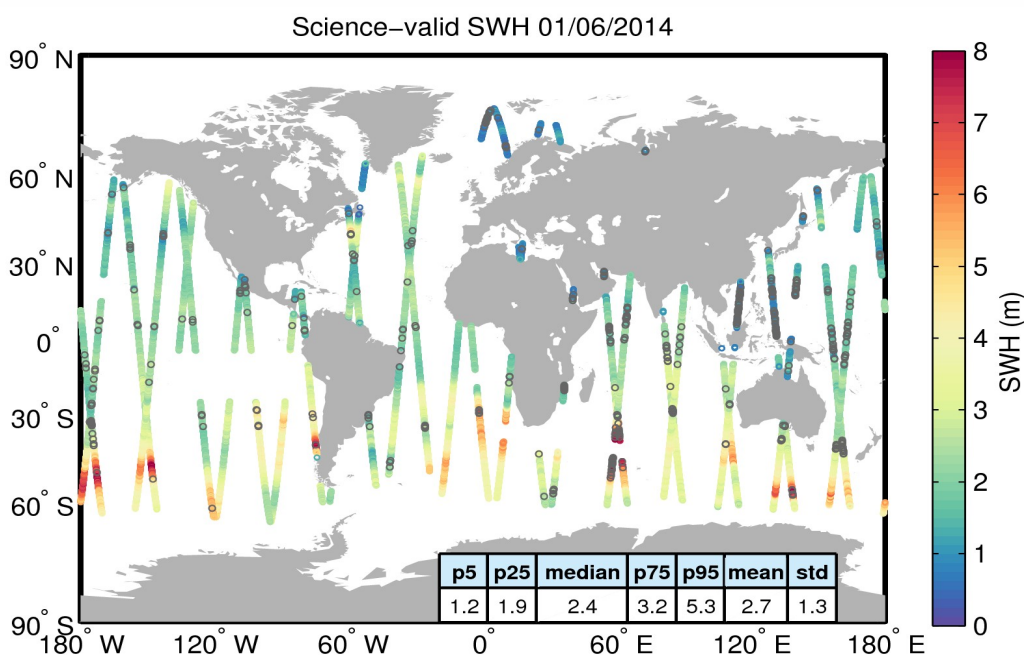 Science−valid SWH 01/06/2014
90° N
60° N
30° N
0°
30° S
60° S
90° S
180° W
120° W
60° W
0°
60° E
120° E
180° E
p5 p25 median p75 p95 mean std
1.2 1.9 2.4 3.2 5.3 2.7 1.3
8
7
6
5
4
3
2
1
0
SWH (m)